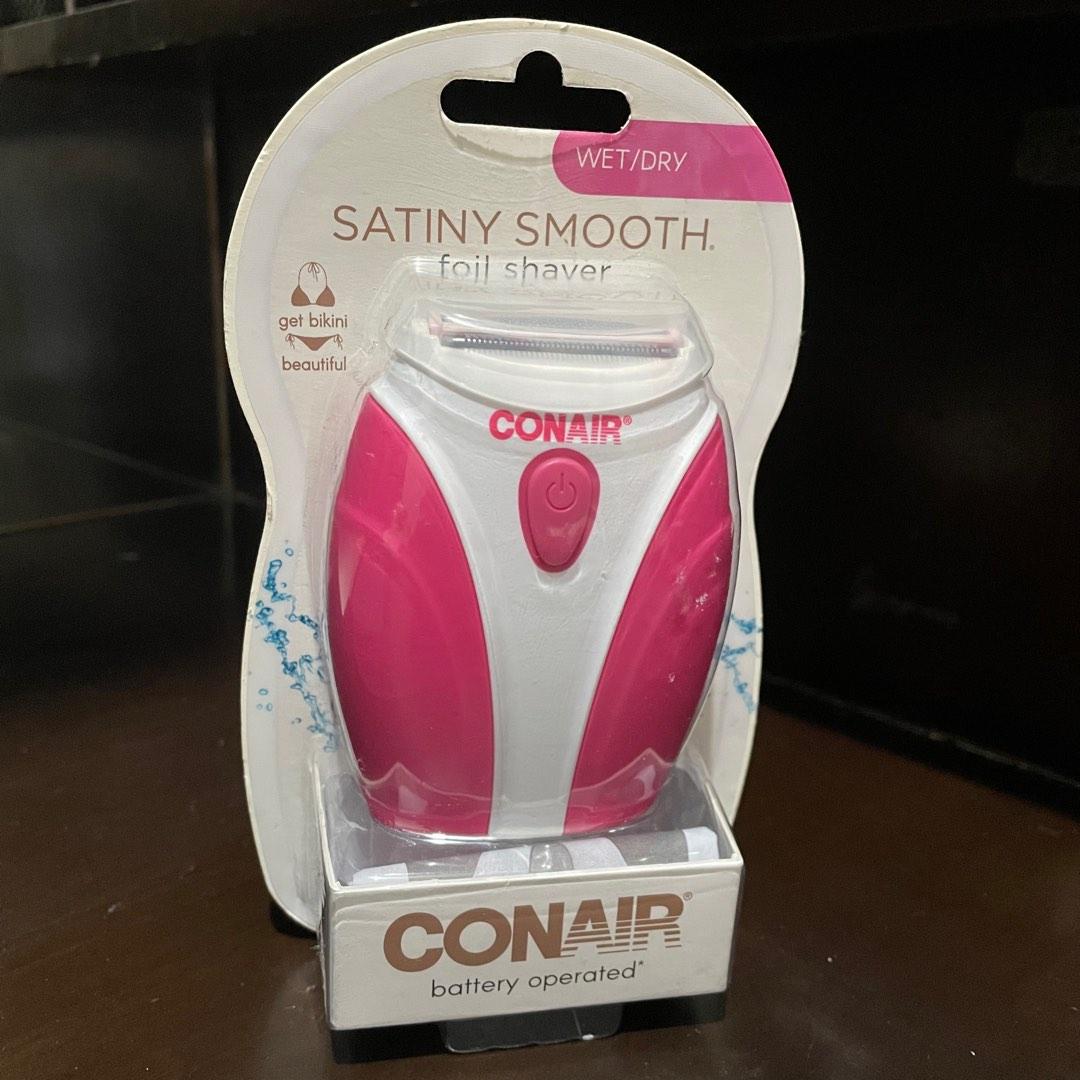 WET/DRY
SATINY SMOOTH®
foil shaver
get bikini
beautiful
CONAIR®
CONAIR®
battery operated*